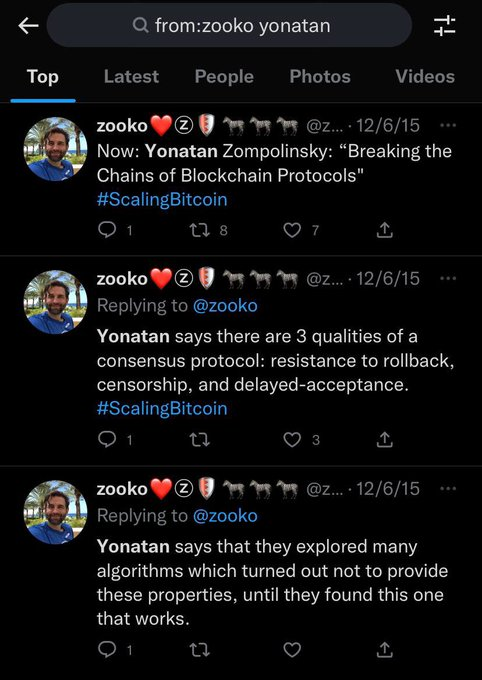 from:zooko yonatan
Top Latest People Photos Videos
zooko❤️Ⓩ🛡️🦓🦓🦓 @z... · 12/6/15
Now: Yonatan Zompolinsky: “Breaking the
Chains of Blockchain Protocols"
#ScalingBitcoin
1 8 7
zooko❤️Ⓩ🛡️🦓🦓🦓 @z... · 12/6/15
Replying to @zooko
Yonatan says there are 3 qualities of a
consensus protocol: resistance to rollback,
censorship, and delayed-acceptance.
#ScalingBitcoin
1 3
zooko❤️Ⓩ🛡️🦓🦓🦓 @z... · 12/6/15
Replying to @zooko
Yonatan says that they explored many
algorithms which turned out not to provide
these properties, until they found this one
that works.
1